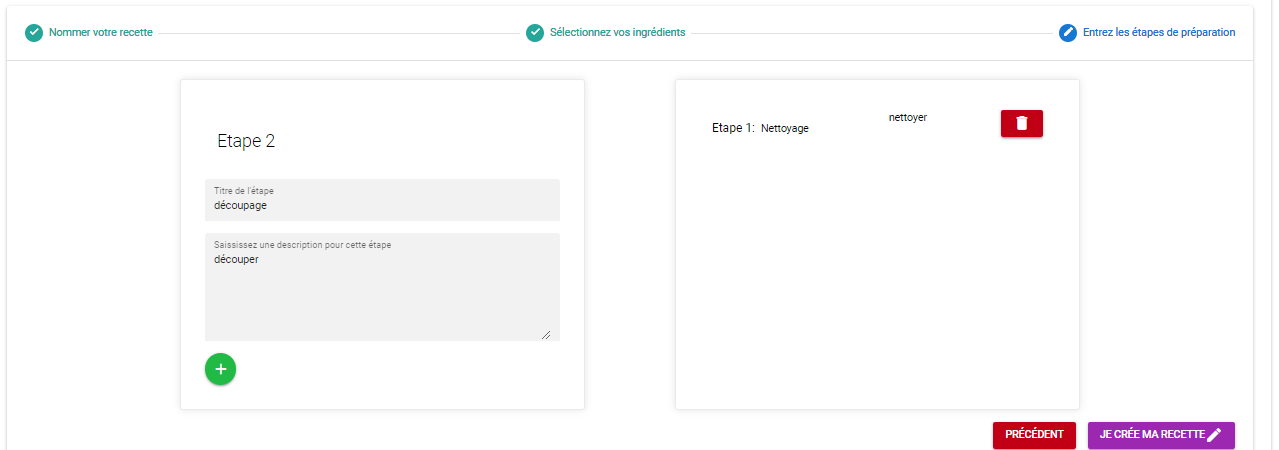 Nommer votre recette
Sélectionnez vos ingrédients
Entrez les étapes de préparation
Etape 2
Titre de l'étape
découpage
Saississez une description pour cette étape
découper
Etape 1: Nettoyage
nettoyer
PRÉCÉDENT
JE CRÉE MA RECETTE